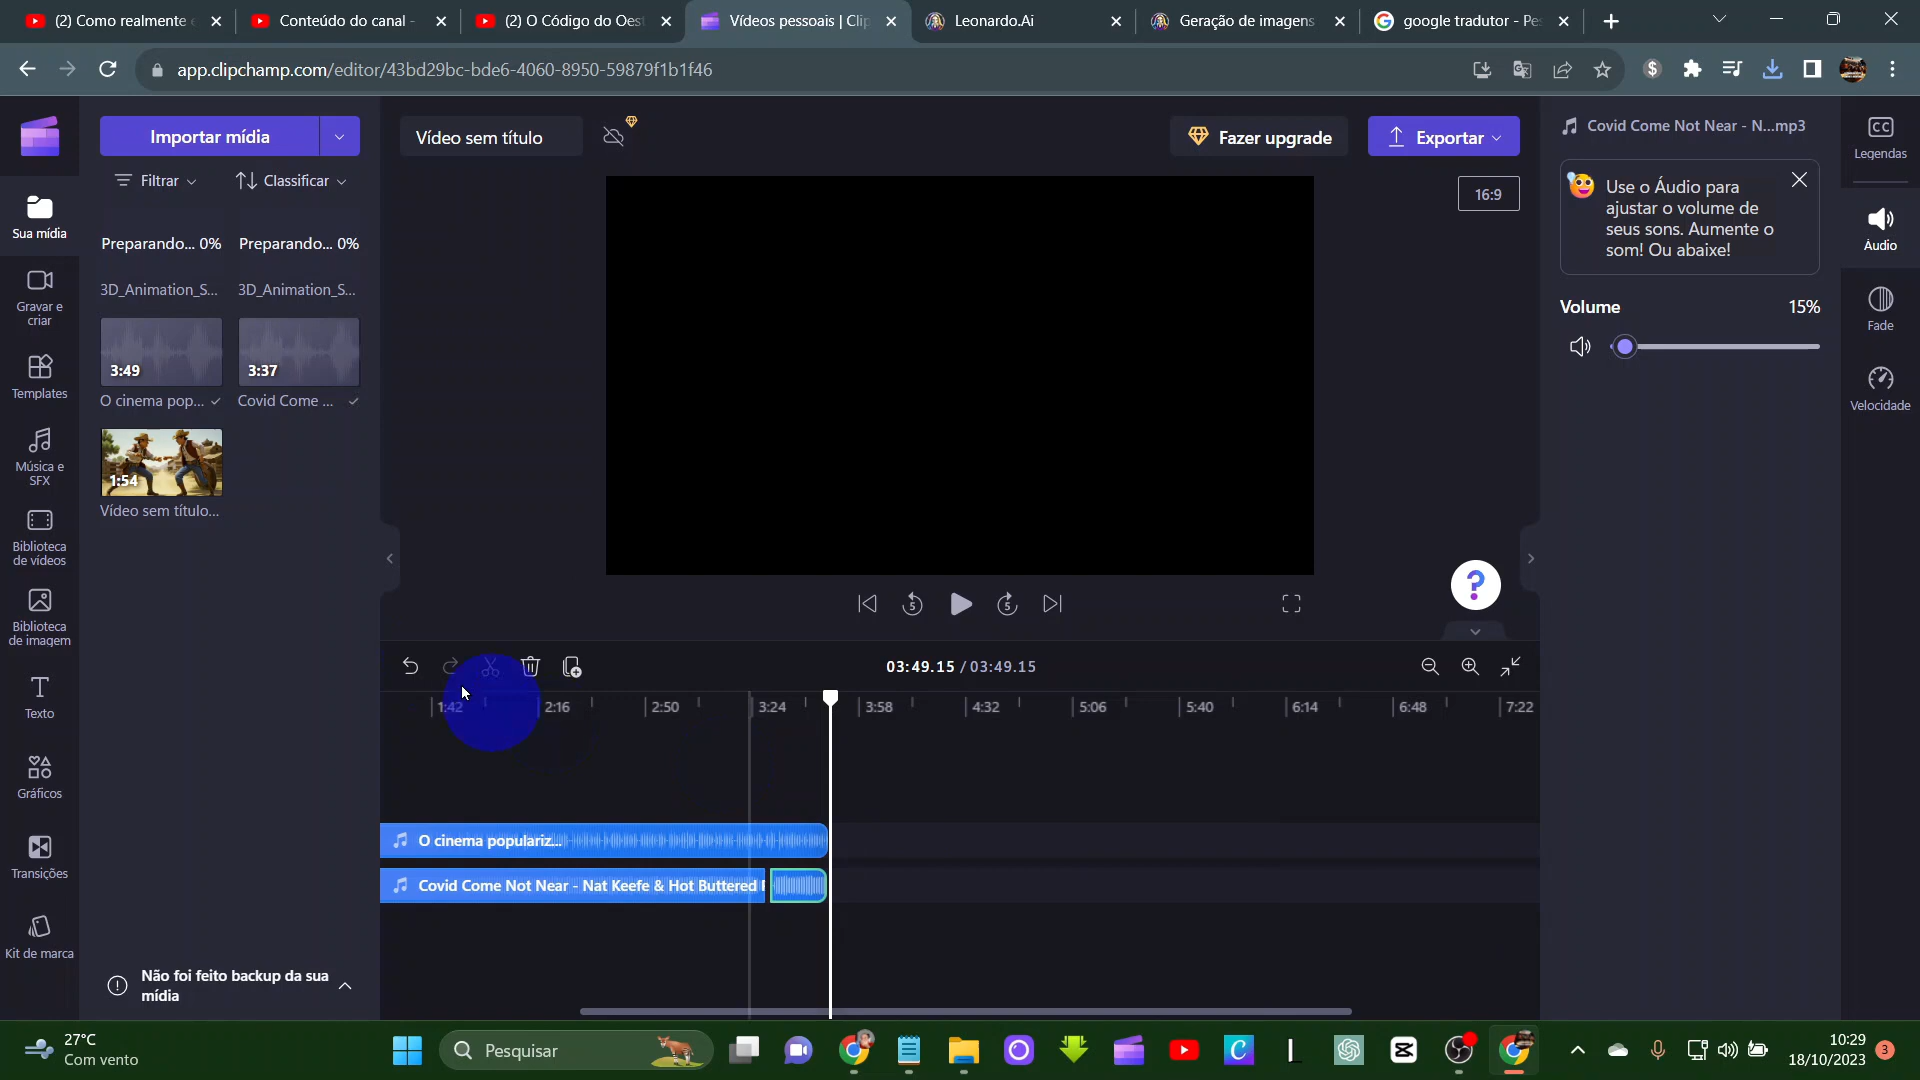 (2) Como realmente
Conteúdo do canal -
(2) O Código do Oes
Vídeos pessoais | Clip
Leonardo.Ai
Geração de imagens
google tradutor - Pes
app.clipchamp.com/editor/43bd29bc-bde6-4060-8950-59879f1b1f46
Importar mídia
Vídeo sem título
Fazer upgrade
Exportar
Covid Come Not Near - N...mp3
Legendas
Filtrar
Classificar
16:9
Use o Áudio para
ajustar o volume de
seus sons. Aumente o
som! Ou abaixe!
Sua mídia
Preparando... 0%
Preparando... 0%
Áudio
3D_Animation_S...
3D_Animation_S...
Gravar e
criar
Volume
15%
Fade
3:49
3:37
Templates
O cinema pop...
Covid Come ...
Velocidade
Música e
SFX
1:54
Vídeo sem título...
Biblioteca
de vídeos
Biblioteca
de imagem
5
5
?
03:49.15 / 03:49.15
Texto
1:42
2:16
2:50
3:24
3:58
4:32
5:06
5:40
6:14
6:48
7:22
Gráficos
O cinema populariz...
Transições
Covid Come Not Near - Nat Keefe & Hot Buttered
Kit de marca
Não foi feito backup da sua
mídia
27°C
Com vento
Pesquisar
10:29
18/10/2023
3